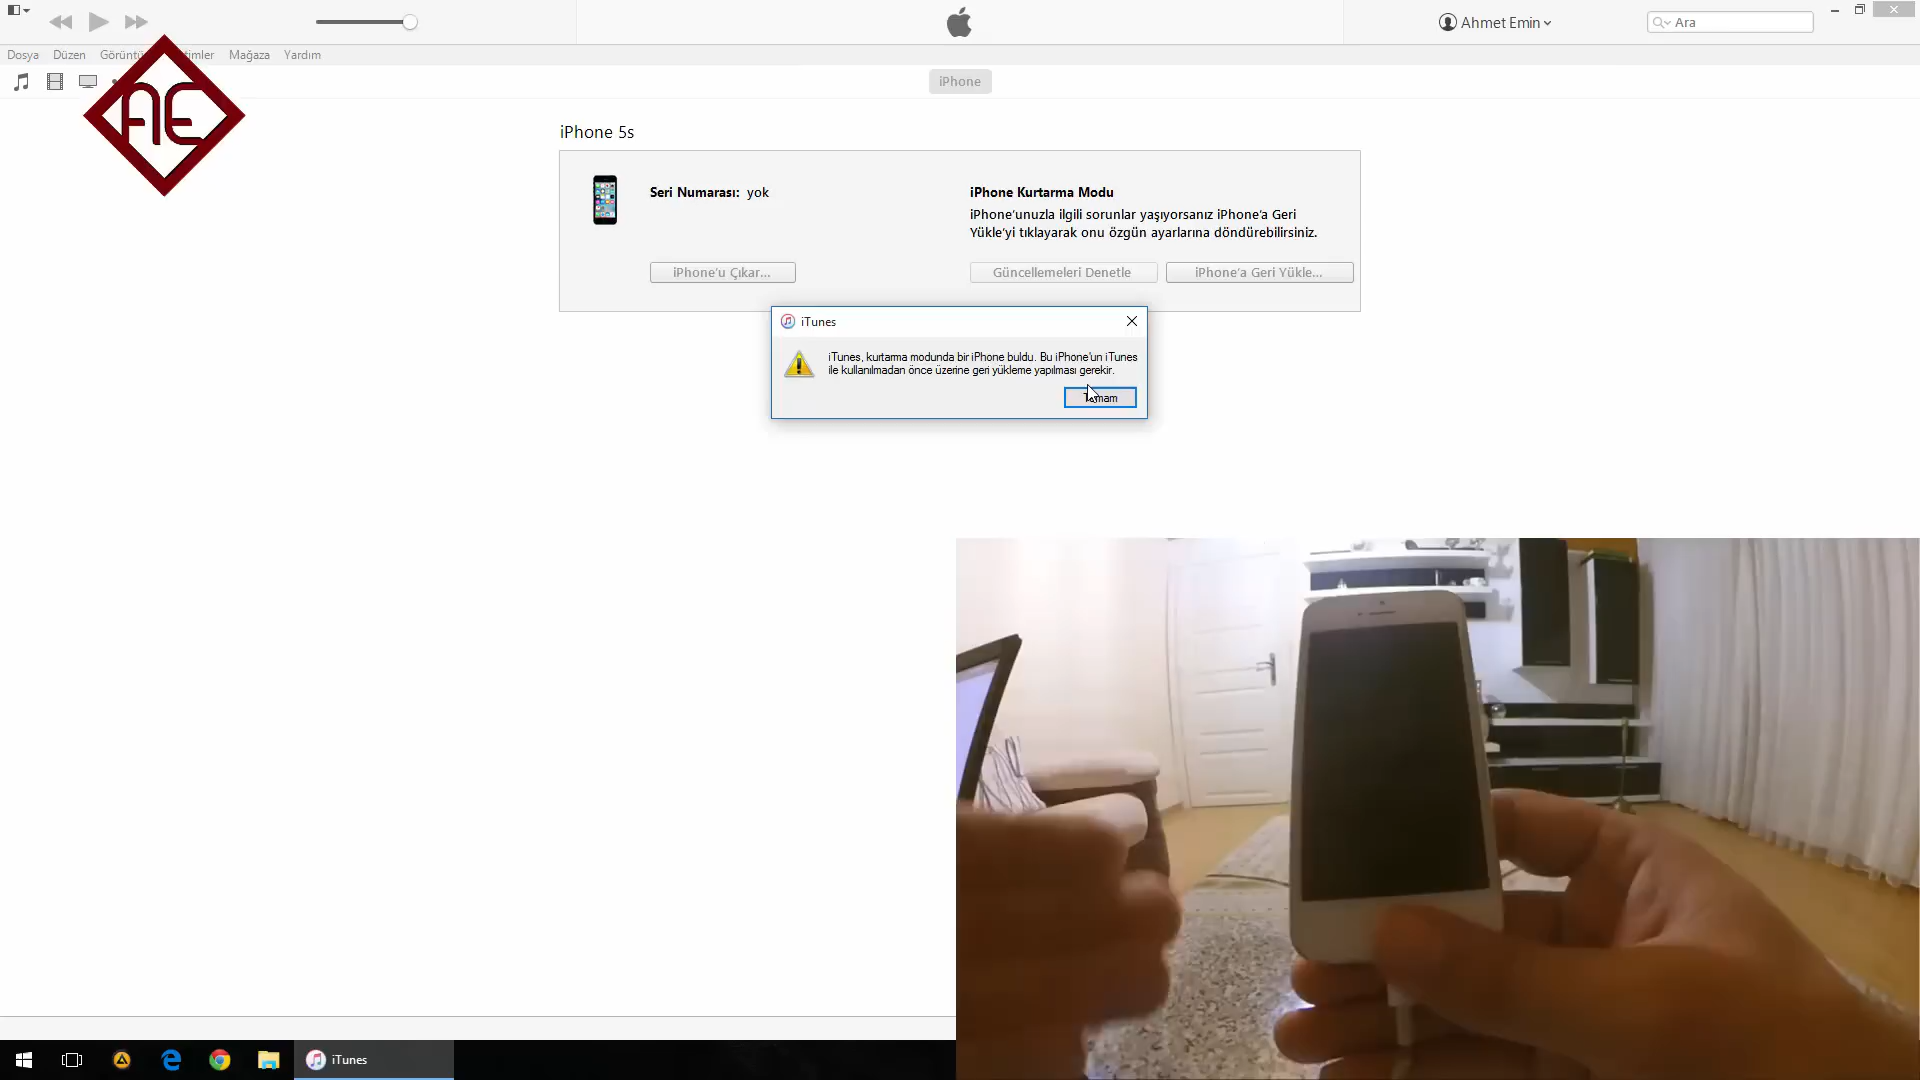 Ahmet Emin
Ara
Dosya
Düzen
Mağaza
Yardım
AE
iPhone
iPhone 5s
Seri Numarası: yok
iPhone Kurtarma Modu
iPhone'unuzla ilgili sorunlar yaşıyorsanız iPhone'a Geri
Yükle'yi tıklayarak onu özgün ayarlarına döndürebilirsiniz.
iPhone'u Çıkar...
Güncellemeleri Denetle
iPhone'a Geri Yükle...
iTunes
iTunes, kurtarma modunda bir iPhone buldu. Bu iPhone'un iTunes
ile kullanılmadan önce üzerine geri yükleme yapılması gerekir.
iTunes